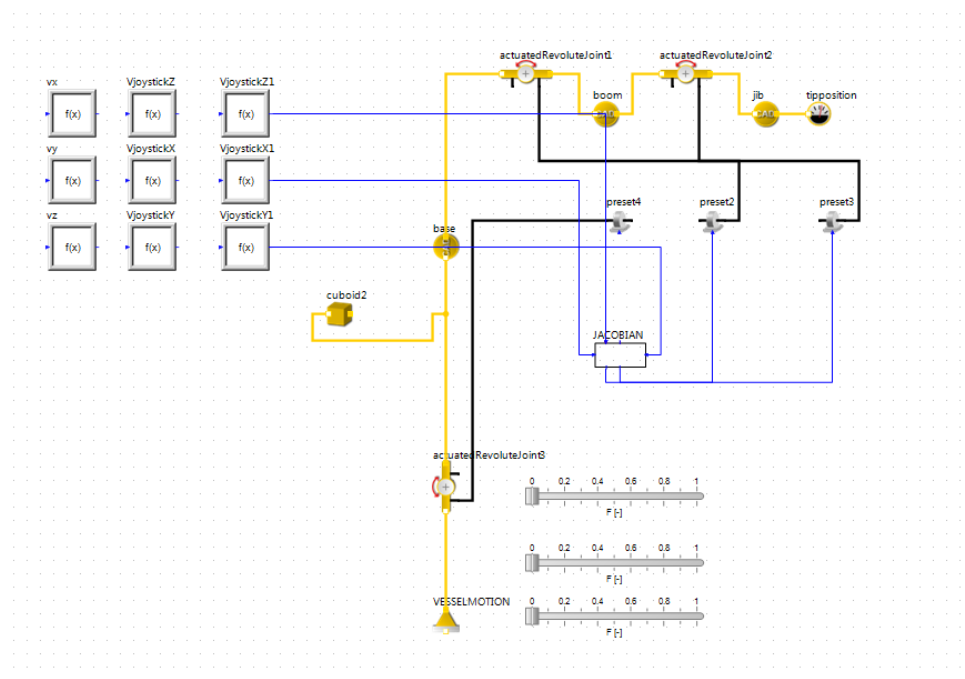 actuatedRevoluteJoint1 actuatedRevoluteJoint2
vx VjoystickZ VjoystickZ1 boom jib tipposition
f(x) f(x) f(x)
vy VjoystickX VjoystickX1
f(x) f(x) f(x)
preset4 preset2 preset3
vz VjoystickY VjoystickY1
base
f(x) f(x) f(x)
cuboid2
JACOBIAN
actuatedRevoluteJoint3
0 0.2 0.4 0.6 0.8 1
F [-]
0 0.2 0.4 0.6 0.8 1
F [-]
VESSELMOTION 0 0.2 0.4 0.6 0.8 1
F [-]